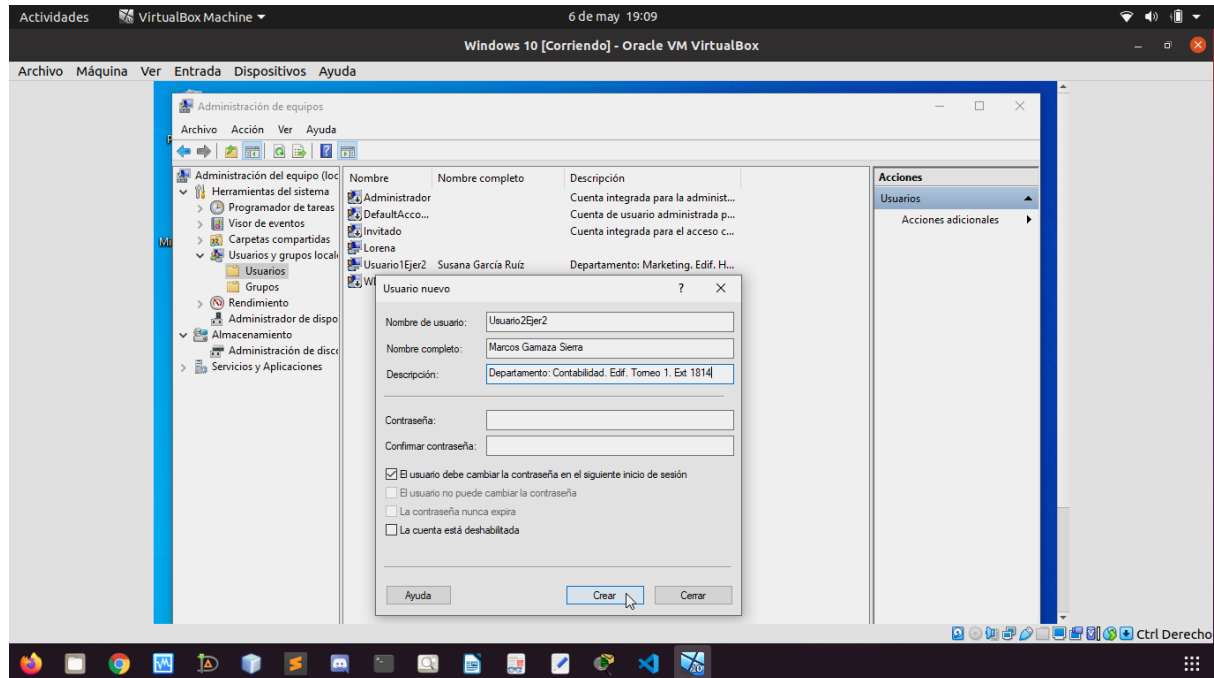 Actividades VirtualBox Machine 6 de may 19:09
Windows 10 [Corriendo] - Oracle VM VirtualBox
Archivo Máquina Ver Entrada Dispositivos Ayuda
Administración de equipos
Archivo Acción Ver Ayuda
Administración del equipo (loc
Herramientas del sistema
Programador de tareas
Visor de eventos
Carpetas compartidas
Usuarios y grupos local
Usuarios
Grupos
Rendimiento
Administrador de dispo
Almacenamiento
Administración de disc
Servicios y Aplicaciones
Nombre Nombre completo Descripción
Administrador Cuenta integrada para la administ...
DefaultAcco... Cuenta de usuario administrada p...
Invitado Cuenta integrada para el acceso c...
Lorena
Usuario1Ejer2 Susana García Ruíz Departamento: Marketing. Edif. H...
Acciones
Usuarios
Acciones adicionales
Usuario nuevo
Nombre de usuario: Usuario2Ejer2
Nombre completo: Marcos Gamaza Sierra
Descripción: Departamento: Contabilidad. Edif. Torneo 1. Ext 1814
Contraseña:
Confirmar contraseña:
El usuario debe cambiar la contraseña en el siguiente inicio de sesión
El usuario no puede cambiar la contraseña
La contraseña nunca expira
La cuenta está deshabilitada
Ayuda Crear Cerrar
Ctrl Derecho